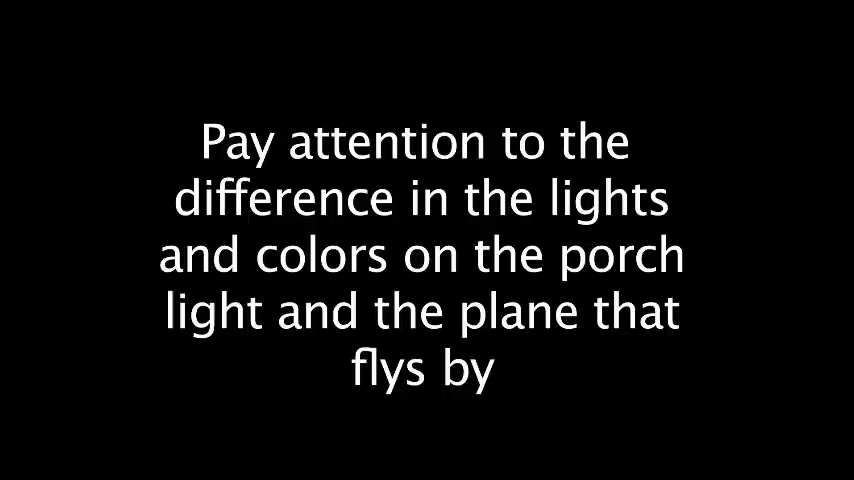 Pay attention to the
difference in the lights
and colors on the porch
light and the plane that
flys by